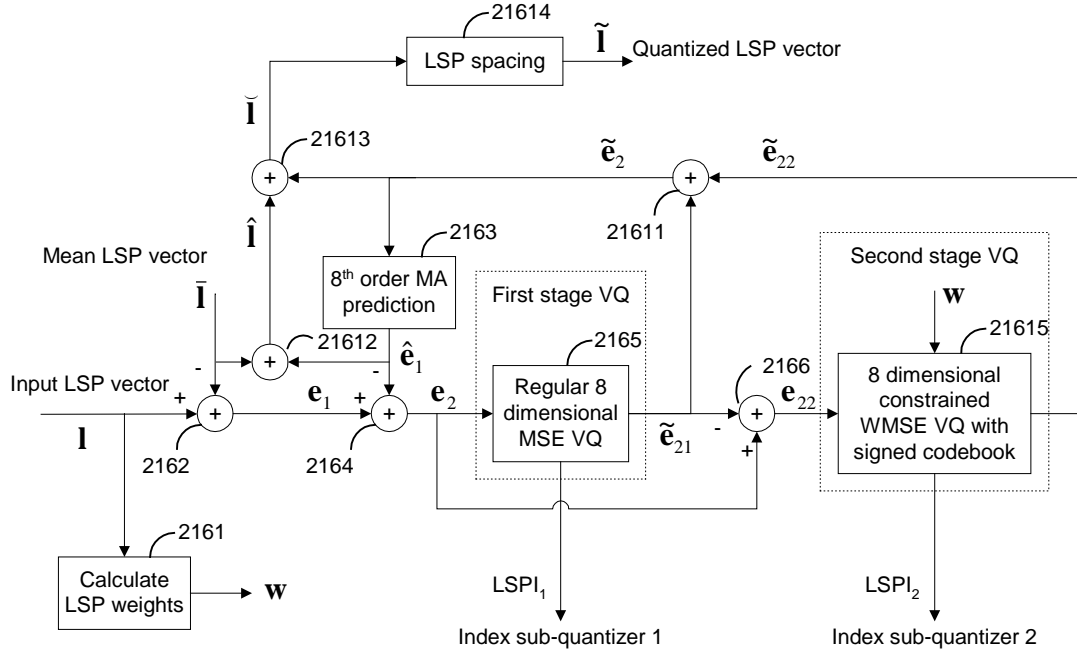 21614
LSP spacing
l̃
Quantized LSP vector
l̆
21613
ẽ₂
ẽ₂₂
+
+
21611
l̂
2163
Mean LSP vector
8th order MA
prediction
First stage VQ
Second stage VQ
w
l̄
21612
ê₁
2165
2166
21615
+
-
-
Input LSP vector
+
+
e₁
+
+
e₂
Regular 8
dimensional
MSE VQ
+
e₂₂
8 dimensional
constrained
WMSE VQ with
signed codebook
l
2162
2164
ẽ₂₁
-
+
2161
Calculate
LSP weights
w
LSPI₁
LSPI₂
Index sub-quantizer 1
Index sub-quantizer 2